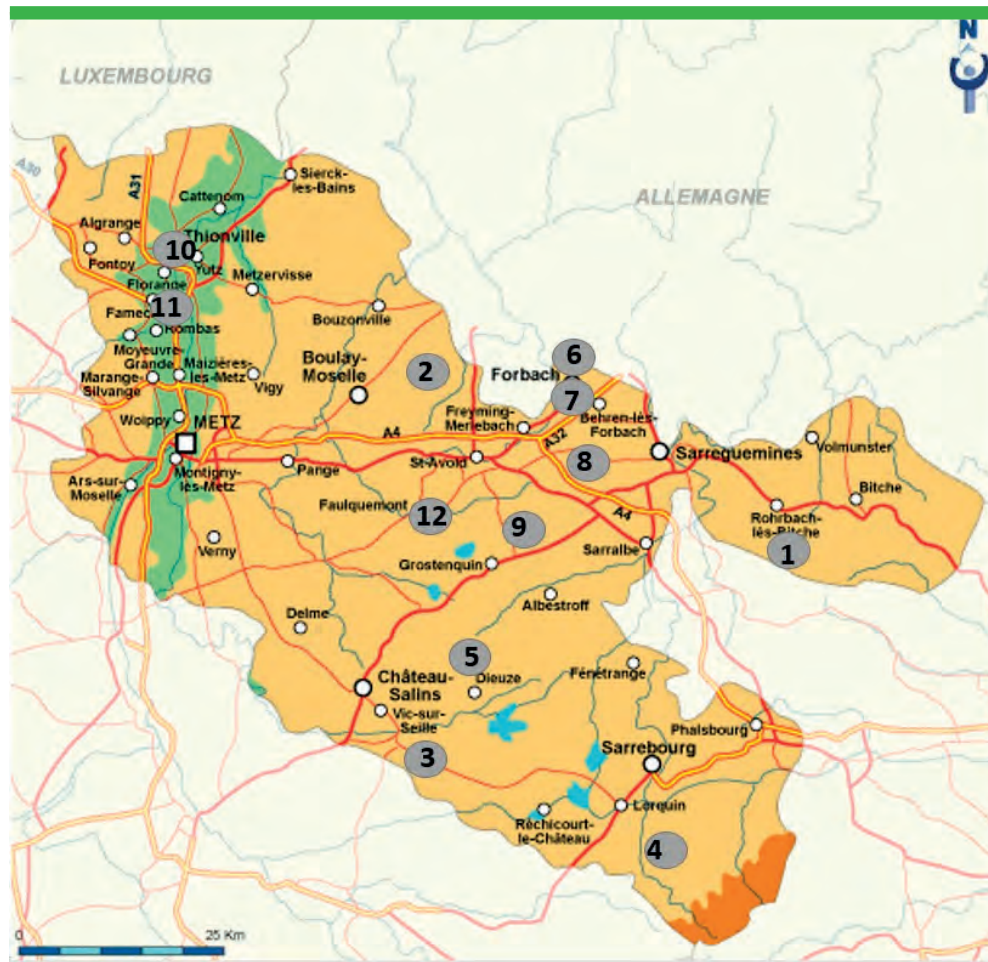 N
LUXEMBOURG
ALLEMAGNE
A30
A31
Sierck-
les-Bains
Cattenom
Algrange
10
Thionville
Fontoy
Yutz
Florange
Metzervisse
11
Rombas
Bouzonville
Moyeuvre-
Grande
Maizières-
les-Metz
Marange-
Silvange
Vigy
Boulay-
Moselle
2
6
Forbach
7
Freyming-
Merlebach
Behren-lès-
Forbach
Woippy
METZ
A4
A32
Sarreguemines
Volmunster
Montigny-
lès-Metz
Pange
St-Avold
8
Ars-sur-
Moselle
Bitche
Faulquemont
12
9
A4
Rohrbach-
lès-Bitche
1
Verny
Grostenquin
Sarralbe
Delme
Albestroff
5
Château-
Salins
Dieuze
Fénétrange
Vic-sur-
Seille
Phalsbourg
3
Sarrebourg
Réchicourt-
le-Château
Lorquin
4
0
25 Km